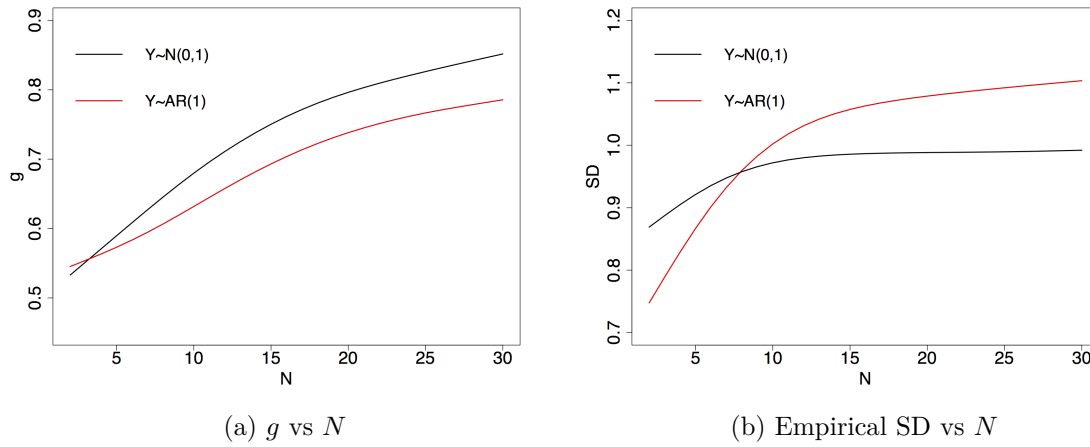 0.9
0.8
0.7
0.6
0.5
g
Y~N(0,1)
Y~AR(1)
5 10 15 20 25 30
N
(a) g vs N
1.2
1.1
1.0
0.9
0.8
0.7
SD
Y~N(0,1)
Y~AR(1)
5 10 15 20 25 30
N
(b) Empirical SD vs N